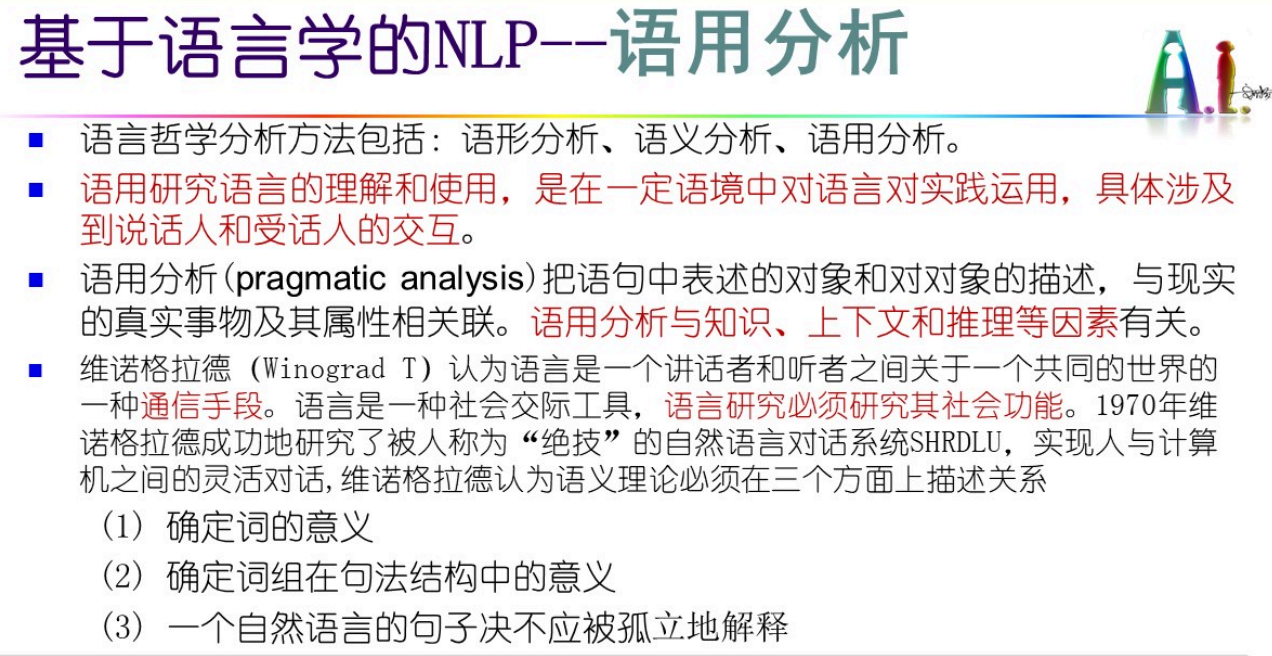 基于语言学的NLP--语用分析
A.I.
语言哲学分析方法包括：语形分析、语义分析、语用分析。
语用研究语言的理解和使用，是在一定语境中对语言对实践运用，具体涉及
到说话人和受话人的交互。
语用分析(pragmatic analysis)把语句中表述的对象和对对象的描述，与现实
的真实事物及其属性相关联。语用分析与知识、上下文和推理等因素有关。
维诺格拉德（Winograd T）认为语言是一个讲话者和听者之间关于一个共同的世界的
一种通信手段。语言是一种社会交际工具，语言研究必须研究其社会功能。1970年维
诺格拉德成功地研究了被人称为“绝技”的自然语言对话系统SHRDLU，实现人与计算
机之间的灵活对话,维诺格拉德认为语义理论必须在三个方面上描述关系
(1) 确定词的意义
(2) 确定词组在句法结构中的意义
(3) 一个自然语言的句子决不应被孤立地解释